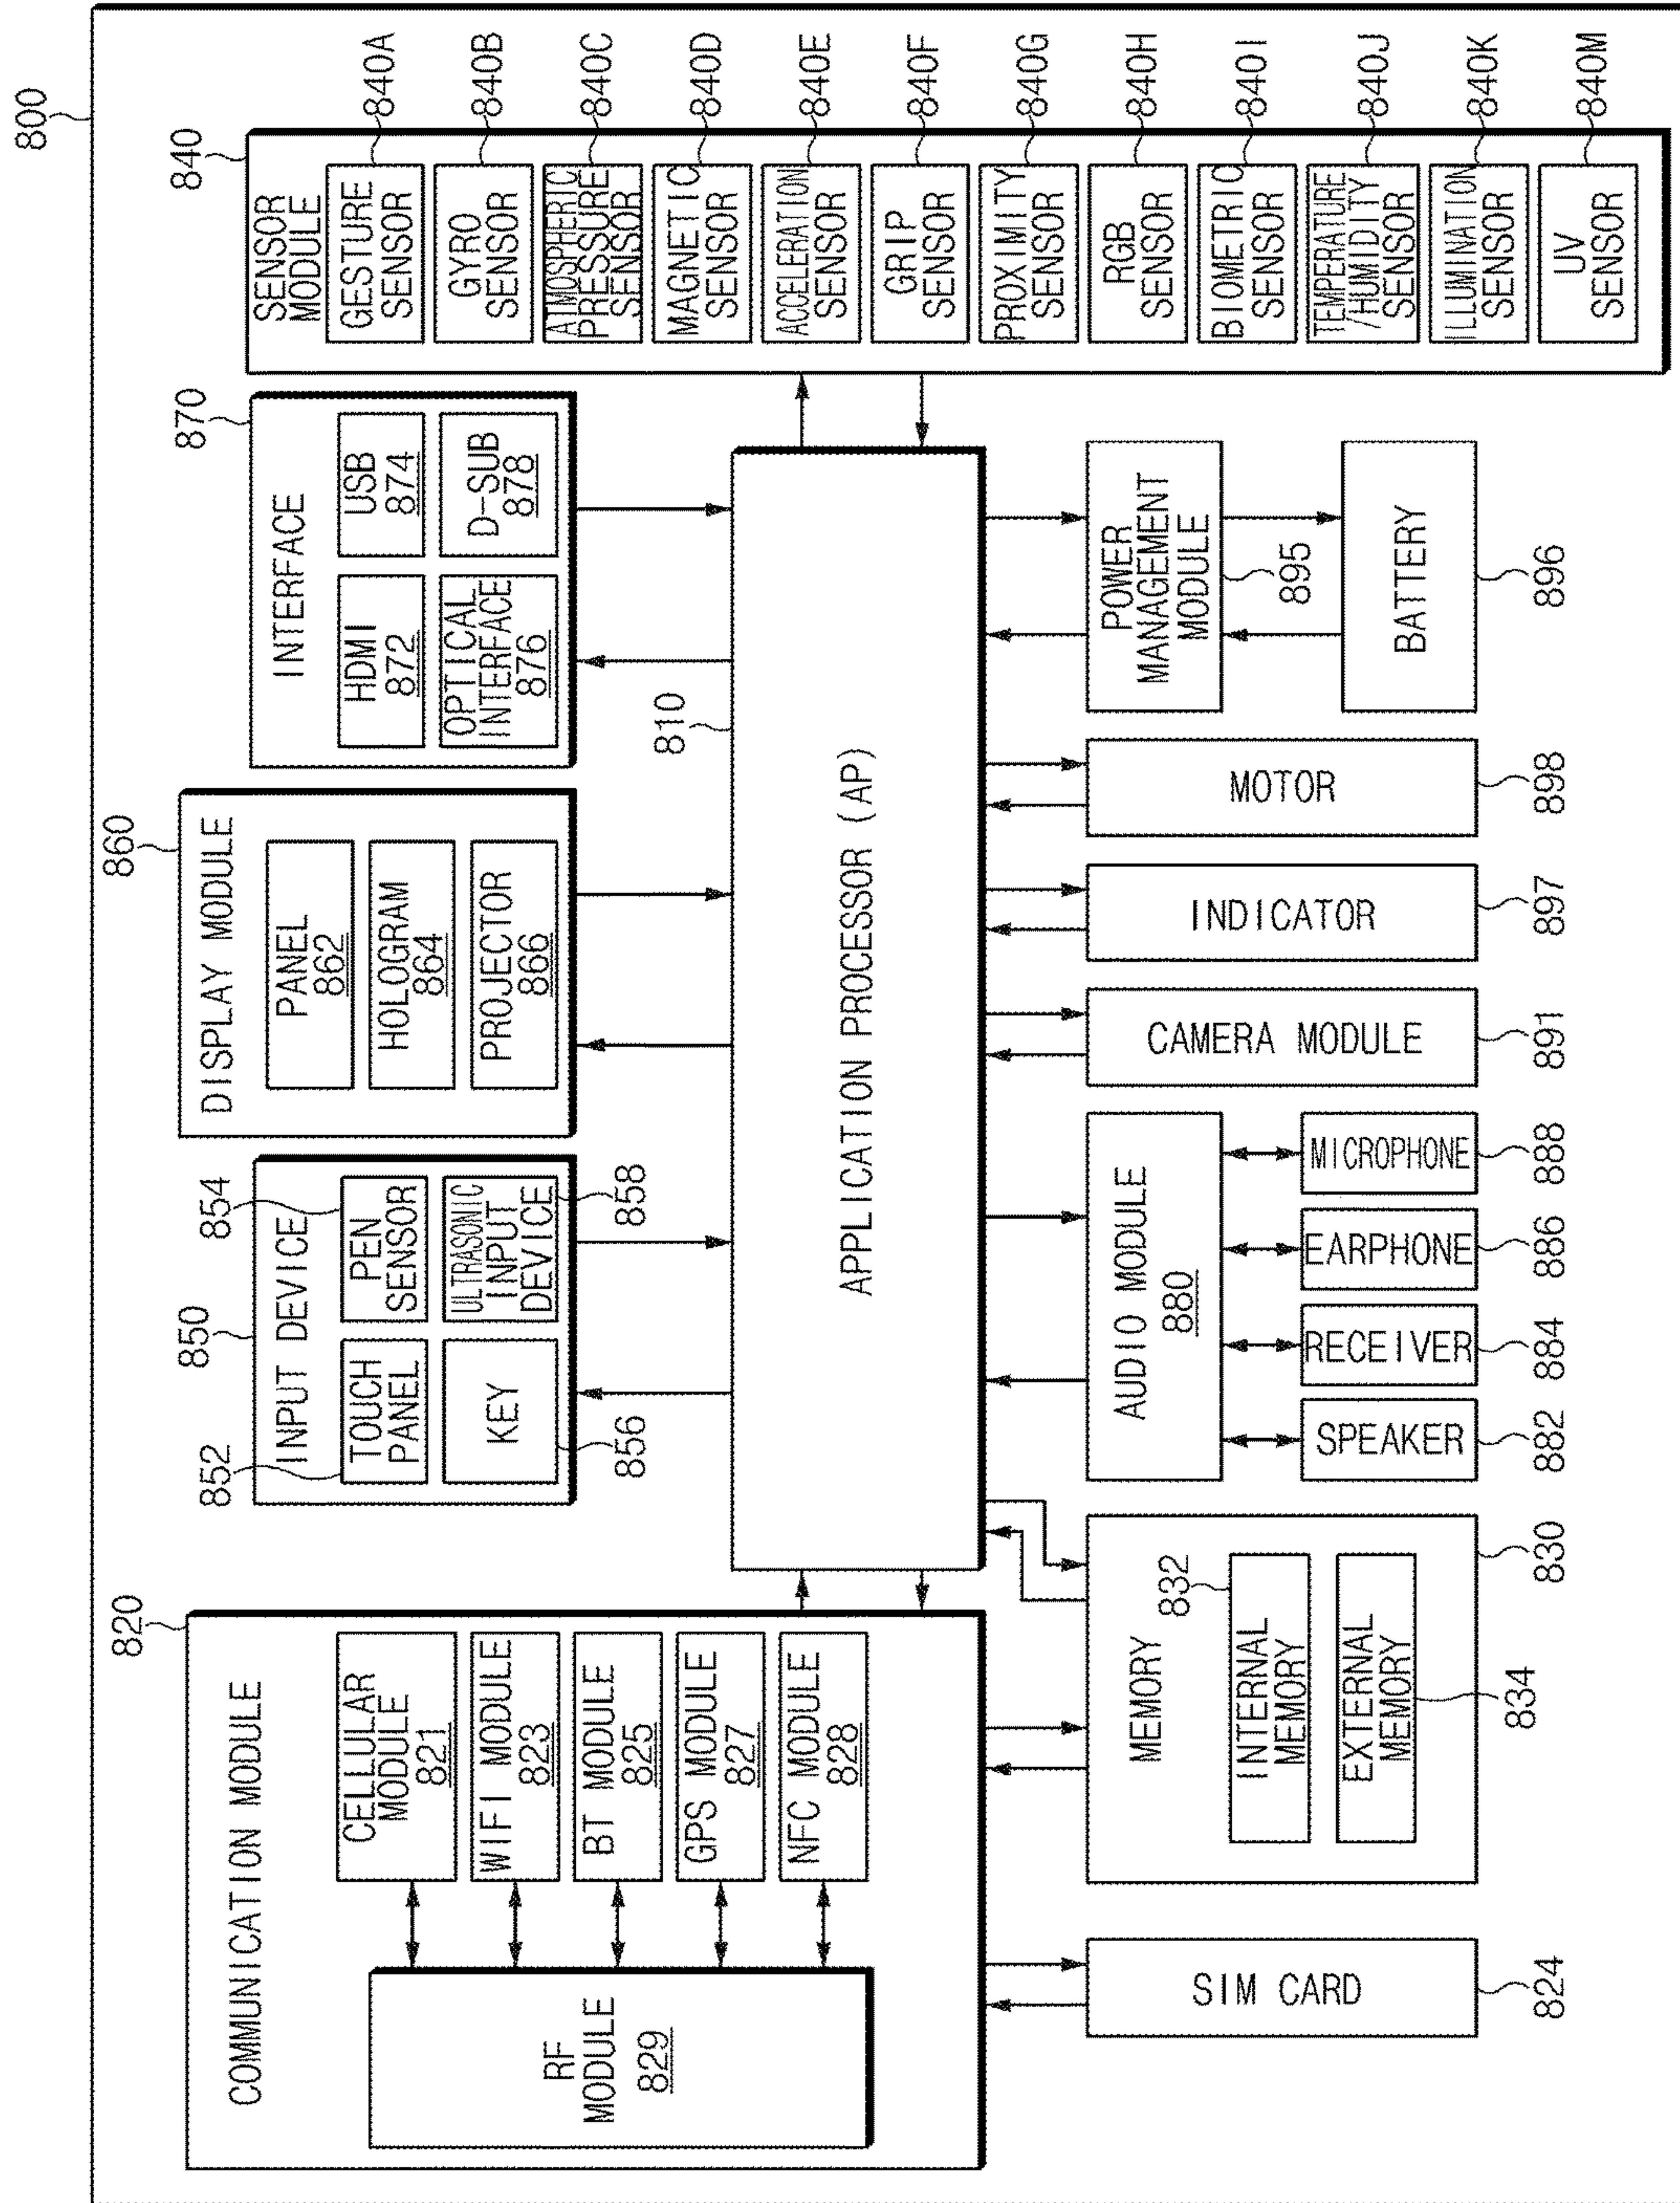 800
820
COMMUNICATION MODULE
RF
MODULE
829
CELLULAR
MODULE
821
WIFI MODULE
823
BT MODULE
825
GPS MODULE
827
NFC MODULE
828
850
INPUT DEVICE
852
TOUCH
PANEL
854
PEN
SENSOR
KEY
856
ULTRASONIC
INPUT
DEVICE
858
860
DISPLAY MODULE
PANEL
862
HOLOGRAM
864
PROJECTOR
866
870
INTERFACE
HDMI
872
USB
874
OPTICAL
INTERFACE
876
D-SUB
878
840
SENSOR
MODULE
GESTURE
SENSOR
840A
GYRO
SENSOR
840B
ATMOSPHERIC
PRESSURE
SENSOR
840C
MAGNETIC
SENSOR
840D
ACCELERATION
SENSOR
840E
GRIP
SENSOR
840F
PROXIMITY
SENSOR
840G
RGB
SENSOR
840H
BIOMETRIC
SENSOR
840I
TEMPERATURE
/HUMIDITY
SENSOR
840J
ILLUMINATION
SENSOR
840K
UV
SENSOR
840M
810
APPLICATION PROCESSOR (AP)
SIM CARD
824
MEMORY
832
INTERNAL
MEMORY
EXTERNAL
MEMORY
834
830
AUDIO MODULE
880
SPEAKER
882
RECEIVER
884
EARPHONE
886
MICROPHONE
888
CAMERA MODULE
891
INDICATOR
897
MOTOR
898
POWER
MANAGEMENT
MODULE
895
BATTERY
896